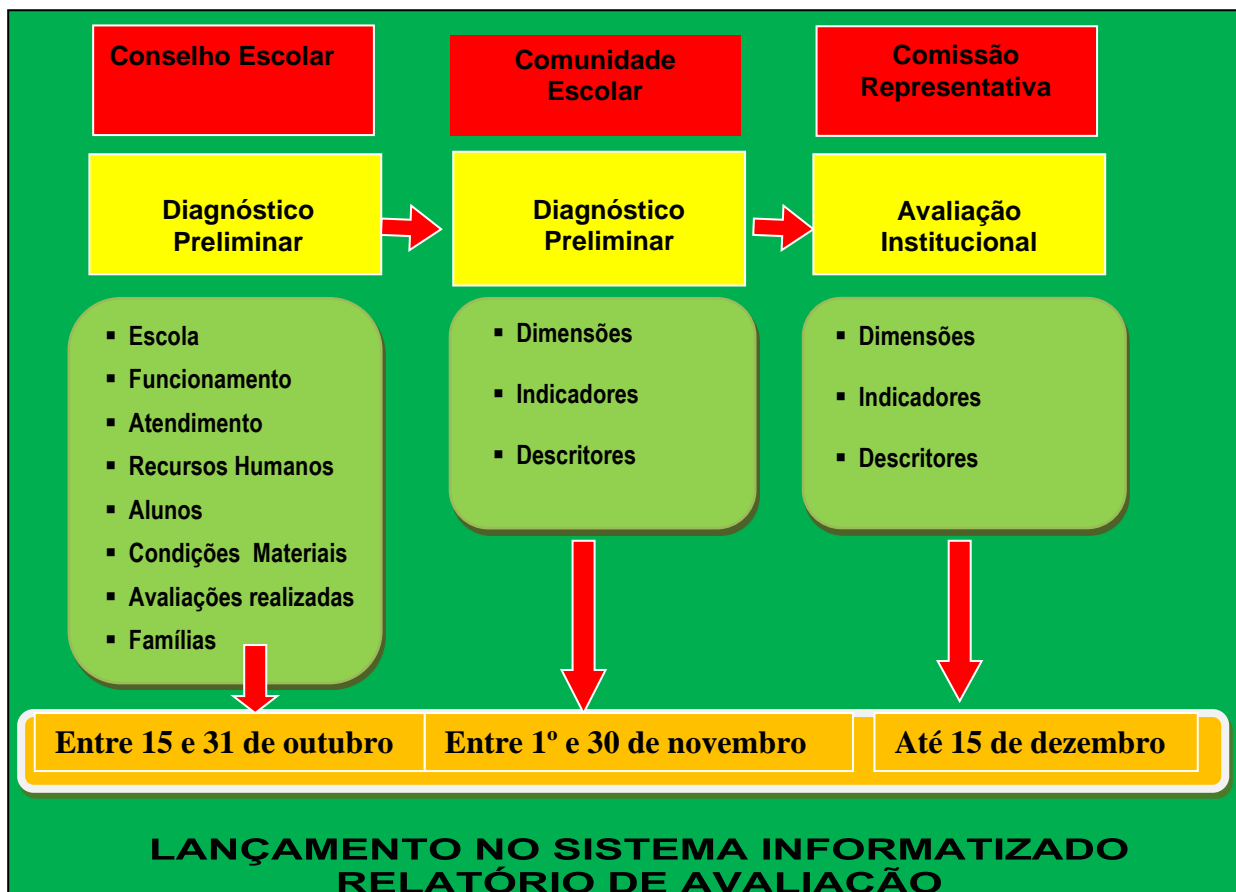 Conselho Escolar
Comunidade
Escolar
Comissão
Representativa
Diagnóstico
Preliminar
Diagnóstico
Preliminar
Avaliação
Institucional
▪ Escola
▪ Funcionamento
▪ Atendimento
▪ Recursos Humanos
▪ Alunos
▪ Condições Materiais
▪ Avaliações realizadas
▪ Famílias
▪ Dimensões
▪ Indicadores
▪ Descritores
▪ Dimensões
▪ Indicadores
▪ Descritores
Entre 15 e 31 de outubro
Entre 1º e 30 de novembro
Até 15 de dezembro
LANÇAMENTO NO SISTEMA INFORMATIZADO
RELATÓRIO DE AVALIAÇÃO